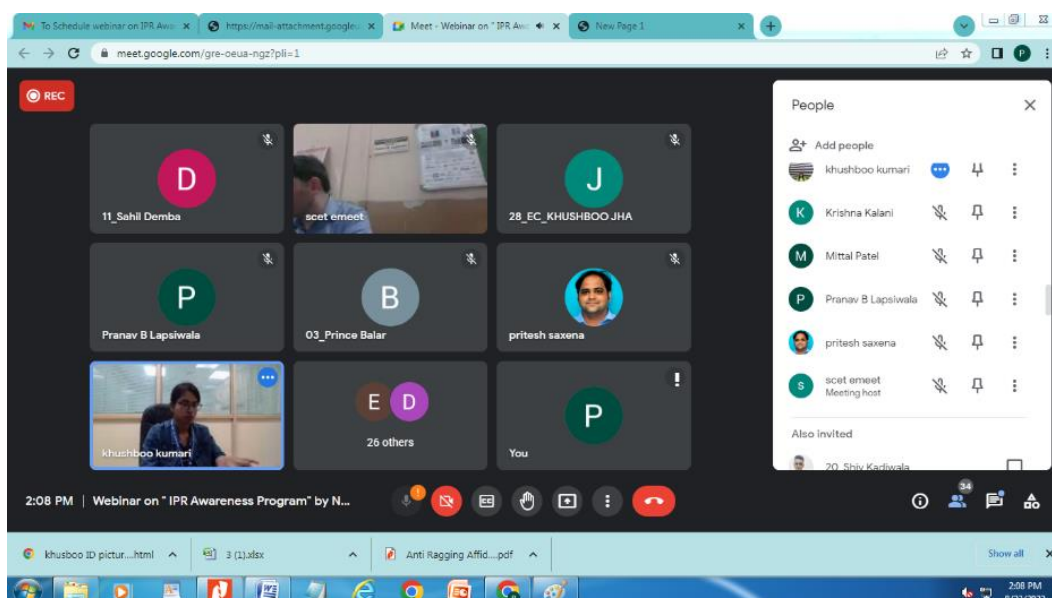 To Schedule webinar on IPR Awa
https://mail-attachment.googleu
Meet - Webinar on " IPR Awa
New Page 1
meet.google.com/gre-oeua-ngz?pli=1
P
REC
D
11_Sahil Demba
scet emeet
J
28_EC_KHUSHBOO JHA
P
Pranav B Lapsiwala
B
03_Prince Balar
pritesh saxena
khushboo kumari
E D
26 others
P
You
People
Add people
khushboo kumari
K Krishna Kalani
M Mittal Patel
P Pranav B Lapsiwala
pritesh saxena
s scet emeet
Meeting host
Also invited
20_Shiv Kadiwala
2:08 PM | Webinar on " IPR Awareness Program" by N...
34
khusboo ID pictur....html
3 (1).xlsx
Anti Ragging Affid....pdf
Show all
2:08 PM